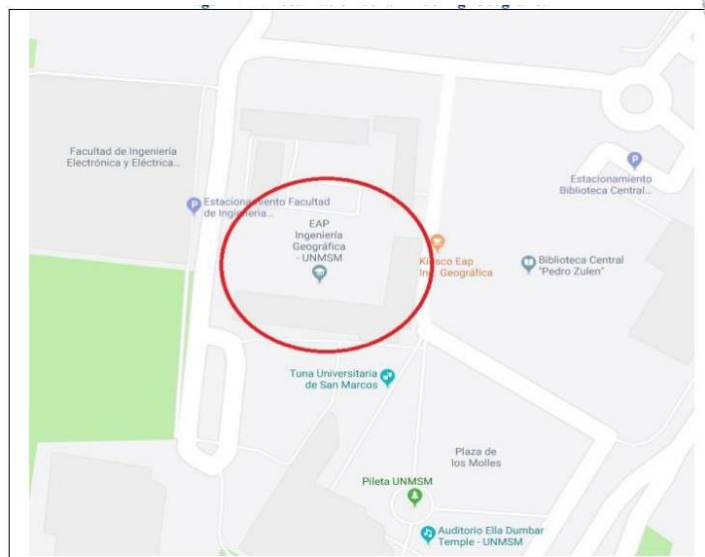 Facultad de Ingeniería
Electrónica y Eléctrica...
Estacionamiento
Biblioteca Central...
Estacionamiento Facultad
de Ingeniería...
EAP
Ingeniería
Geográfica
- UNMSM
Kiosco Eap
Ing. Geográfica
Biblioteca Central
"Pedro Zulen"
Tuna Universitaria
de San Marcos
Plaza de
los Molles
Pileta UNMSM
Auditorio Ella Dumbar
Temple - UNMSM